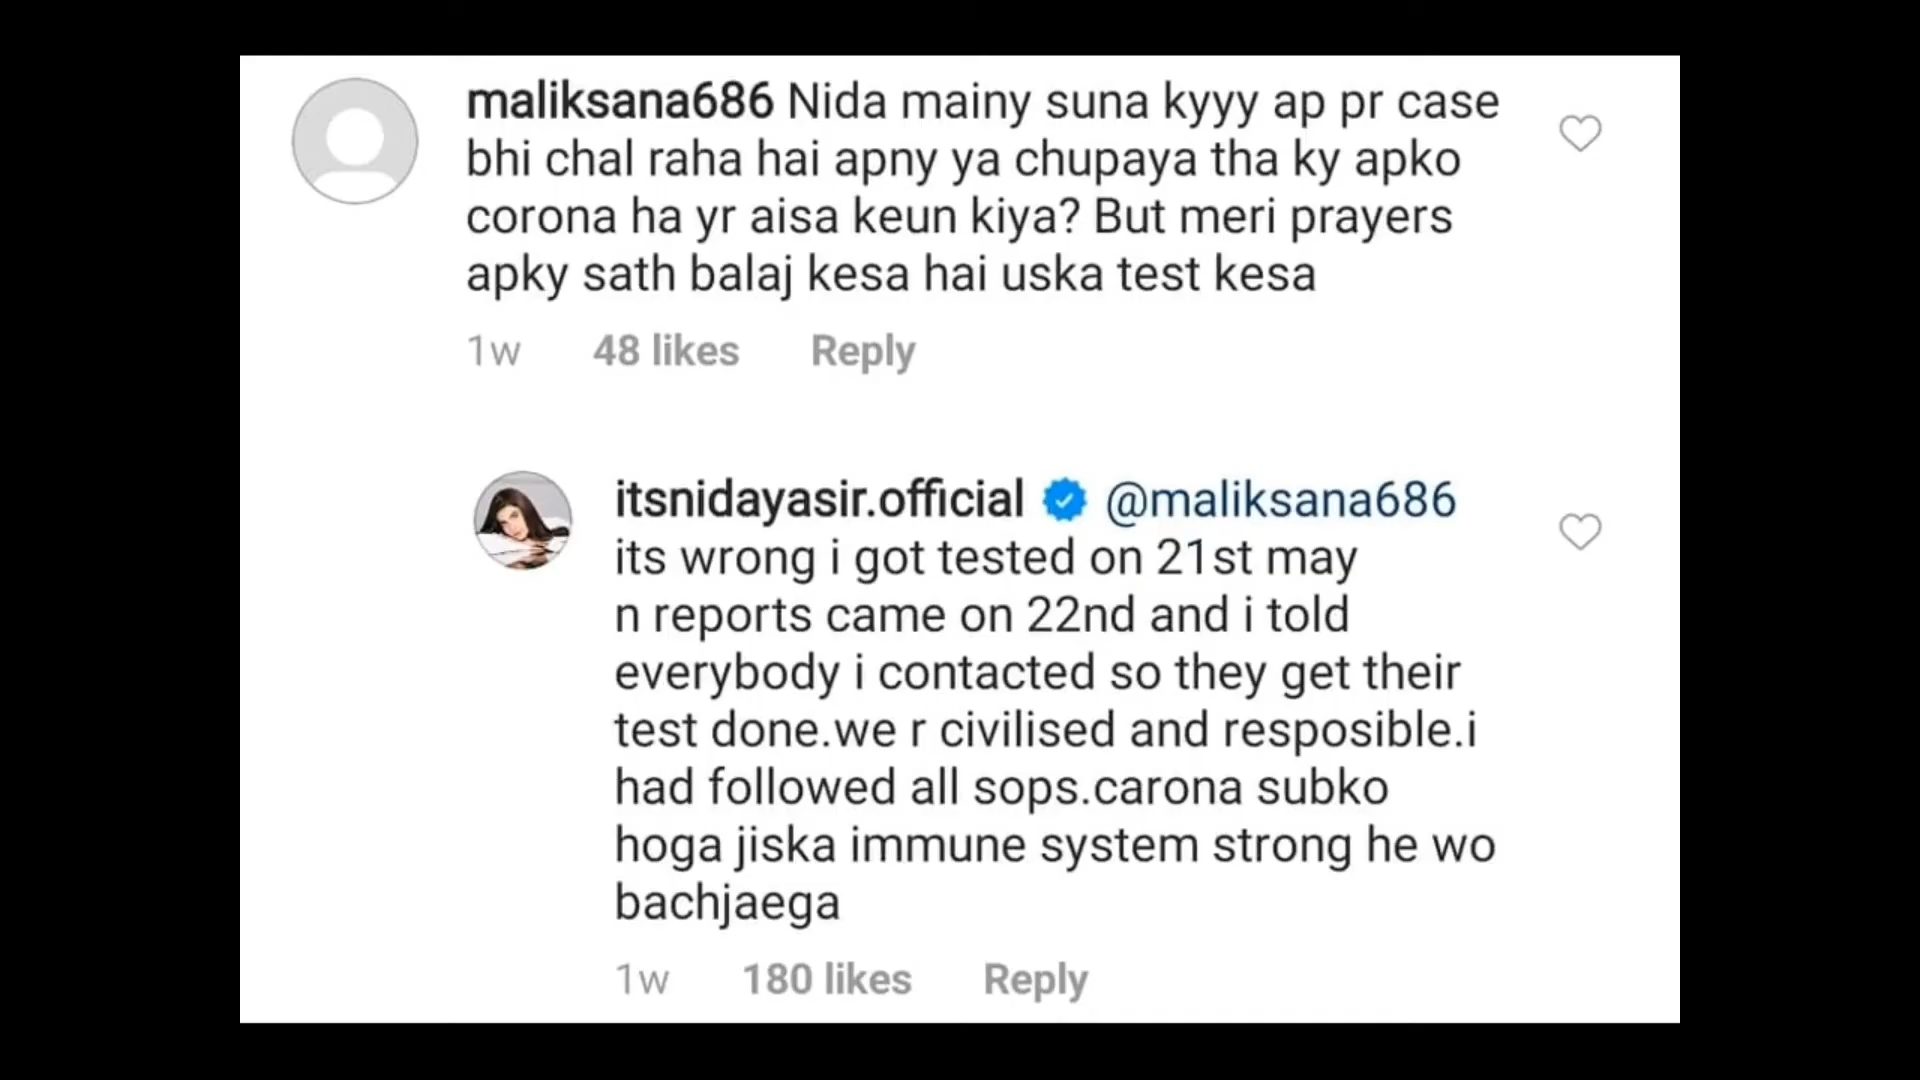 maliksana686 Nida mainy suna kyyy ap pr case
bhi chal raha hai apny ya chupaya tha ky apko
corona ha yr aisa keun kiya? But meri prayers
apky sath balaj kesa hai uska test kesa
1w 48 likes Reply
itsnidayasir.official @maliksana686
its wrong i got tested on 21st may
n reports came on 22nd and i told
everybody i contacted so they get their
test done.we r civilised and resposible.i
had followed all sops.carona subko
hoga jiska immune system strong he wo
bachjaega
1w 180 likes Reply